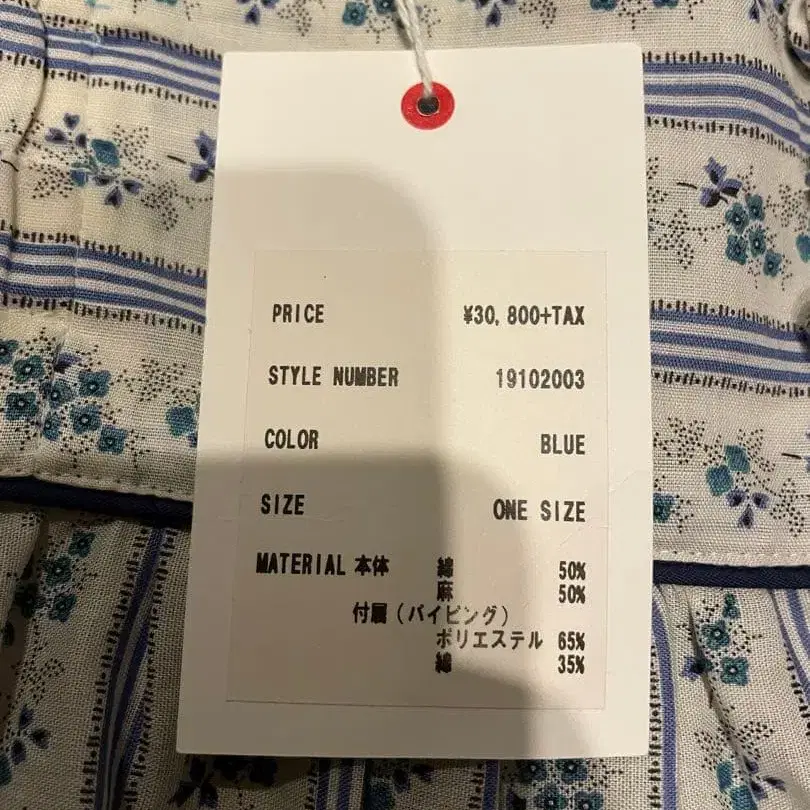 PRICE ¥30,800+TAX
STYLE NUMBER 19102003
COLOR BLUE
SIZE ONE SIZE
MATERIAL 本体 綿 50%
麻 50%
付属(パイピング)
ポリエステル 65%
綿 35%